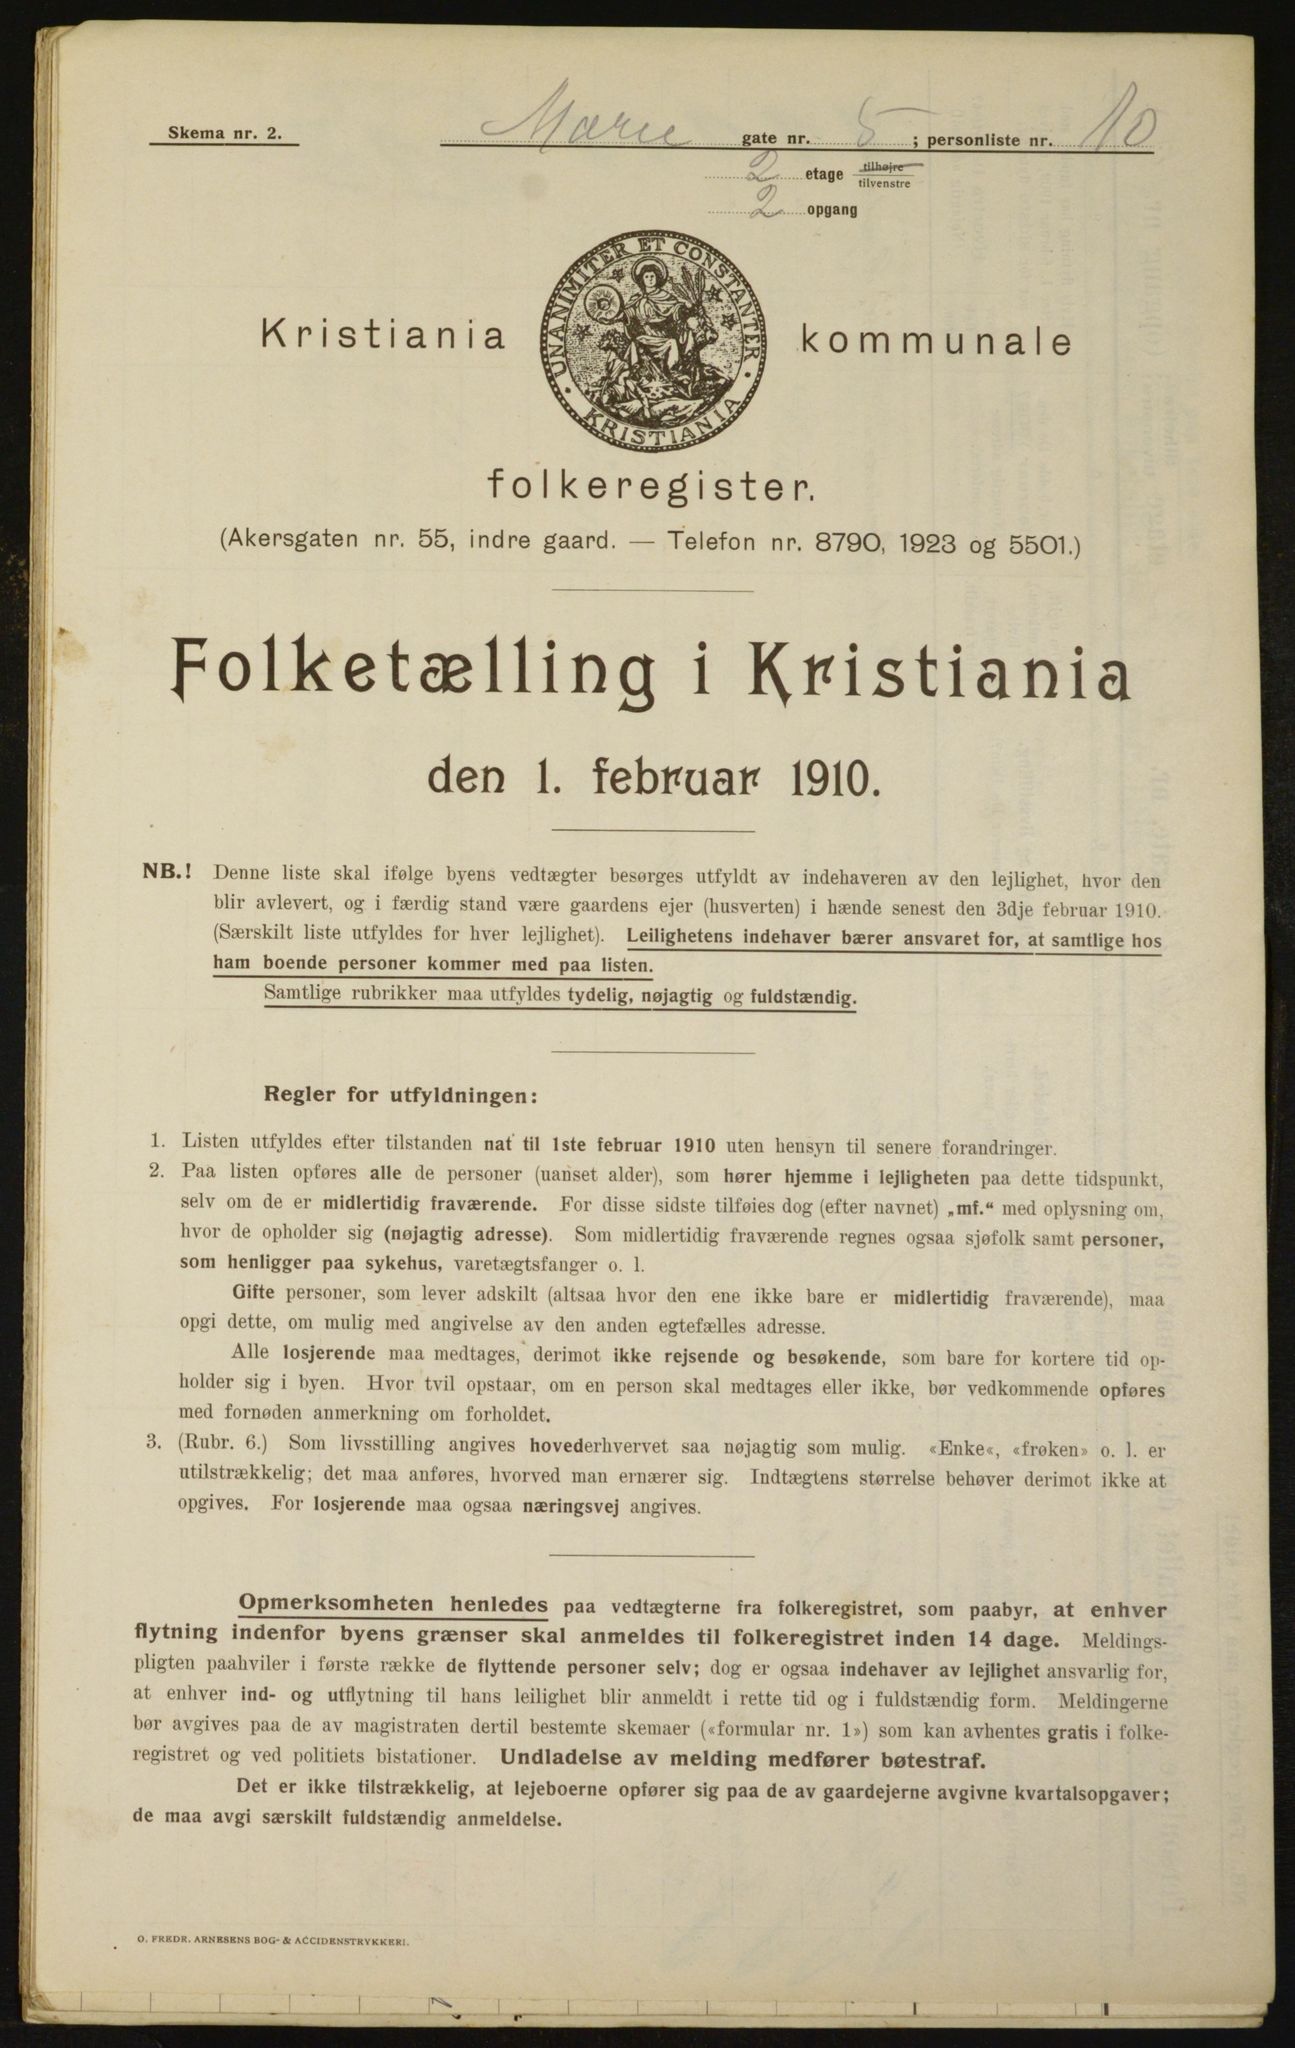 Skema nr. 2.
Marie gate nr. 5 ; personliste nr. 10
2 etage tilhøjre
tilvenstre
2 opgang
UNANIMITER ET CONSTANTER
KRISTIANIA
Kristiania kommunale
folkeregister.
(Akersgaten nr. 55, indre gaard. — Telefon nr. 8790, 1923 og 5501.)
Folketælling i Kristiania
den 1. februar 1910.
NB.! Denne liste skal ifølge byens vedtægter besørges utfyldt av indehaveren av den lejlighet, hvor den
blir avlevert, og i færdig stand være gaardens ejer (husverten) i hænde senest den 3dje februar 1910.
(Særskilt liste utfyldes for hver lejlighet). Leilighetens indehaver bærer ansvaret for, at samtlige hos
ham boende personer kommer med paa listen.
Samtlige rubrikker maa utfyldes tydelig, nøjagtig og fuldstændig.
Regler for utfyldningen:
1. Listen utfyldes efter tilstanden nat til 1ste februar 1910 uten hensyn til senere forandringer.
2. Paa listen opføres alle de personer (uanset alder), som hører hjemme i lejligheten paa dette tidspunkt,
selv om de er midlertidig fraværende. For disse sidste tilføies dog (efter navnet) „mf.“ med oplysning om,
hvor de opholder sig (nøjagtig adresse). Som midlertidig fraværende regnes ogsaa sjøfolk samt personer,
som henligger paa sykehus, varetægtsfanger o. l.
Gifte personer, som lever adskilt (altsaa hvor den ene ikke bare er midlertidig fraværende), maa
opgi dette, om mulig med angivelse av den anden egtefælles adresse.
Alle losjerende maa medtages, derimot ikke rejsende og besøkende, som bare for kortere tid op-
holder sig i byen. Hvor tvil opstaar, om en person skal medtages eller ikke, bør vedkommende opføres
med fornøden anmerkning om forholdet.
3. (Rubr. 6.) Som livsstilling angives hovederhvervet saa nøjagtig som mulig. «Enke«, «frøken» o. l. er
utilstrækkelig; det maa anføres, hvorved man ernærer sig. Indtægtens størrelse behøver derimot ikke at
opgives. For losjerende maa ogsaa næringsvej angives.
Opmerksomheten henledes paa vedtægterne fra folkeregistret, som paabyr, at enhver
flytning indenfor byens grænser skal anmeldes til folkeregistret inden 14 dage. Meldings-
pligten paahviler i første række de flyttende personer selv; dog er ogsaa indehaver av lejlighet ansvarlig for,
at enhver ind- og utflytning til hans leilighet blir anmeldt i rette tid og i fuldstændig form. Meldingerne
bør avgives paa de av magistraten dertil bestemte skemaer («formular nr. 1») som kan avhentes gratis i folke-
registret og ved politiets bistationer. Undladelse av melding medfører bøtestraf.
Det er ikke tilstrækkelig, at lejeboerne opfører sig paa de av gaardejerne avgivne kvartalsopgaver;
de maa avgi særskilt fuldstændig anmeldelse.
O. FREDR. ARNESENS BOG- & ACCIDENSTRYKKERI.